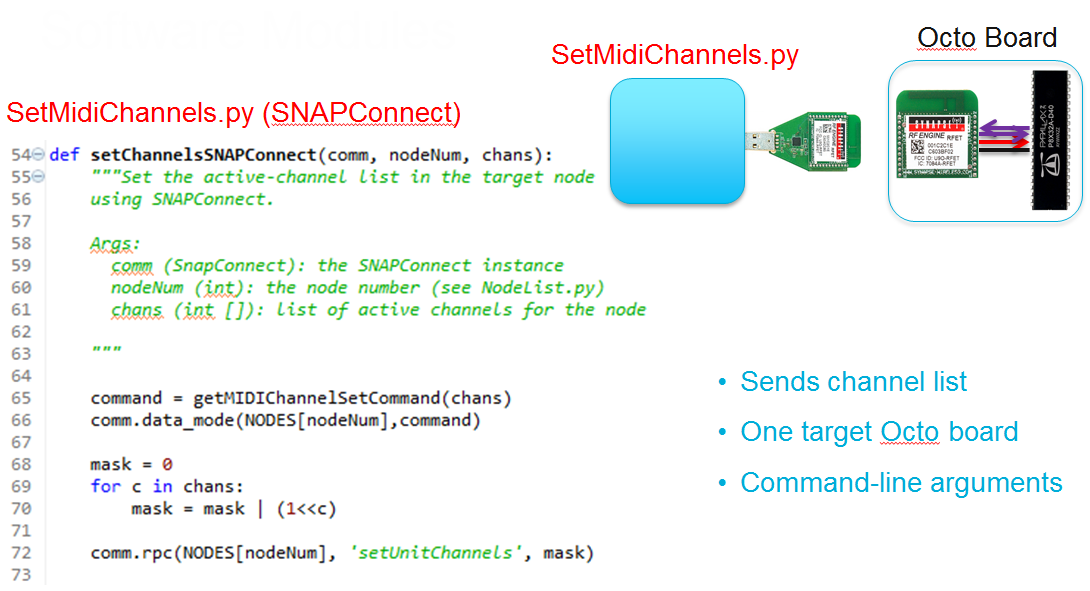 Software Modules
SetMidiChannels.py
Octo Board
SetMidiChannels.py (SNAPConnect)
54 def setChannelsSNAPConnect(comm, nodeNum, chans):
55 """Set the active-channel list in the target node
56 using SNAPConnect.
57
58 Args:
59 comm (SnapConnect): the SNAPConnect instance
60 nodeNum (int): the node number (see NodeList.py)
61 chans (int []): list of active channels for the node
62
63 """
64
65 command = getMIDIChannelSetCommand(chans)
66 comm.data_mode(NODES[nodeNum],command)
67
68 mask = 0
69 for c in chans:
70 mask = mask | (1<<c)
71
72 comm.rpc(NODES[nodeNum], 'setUnitChannels', mask)
73
RF ENGINE
RFET
001C2C1E
C603BF02
FCC ID: U9O-RFET
IC: 7084A-RFET
PARALLAX
P8X32A-D40
• Sends channel list
• One target Octo board
• Command-line arguments